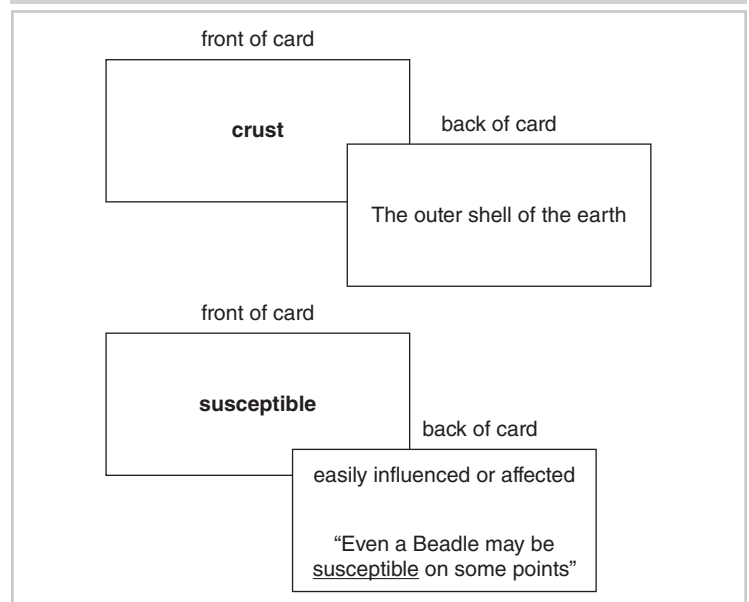 front of card
crust
back of card
The outer shell of the earth
front of card
susceptible
back of card
easily influenced or affected
“Even a Beadle may be
susceptible on some points”